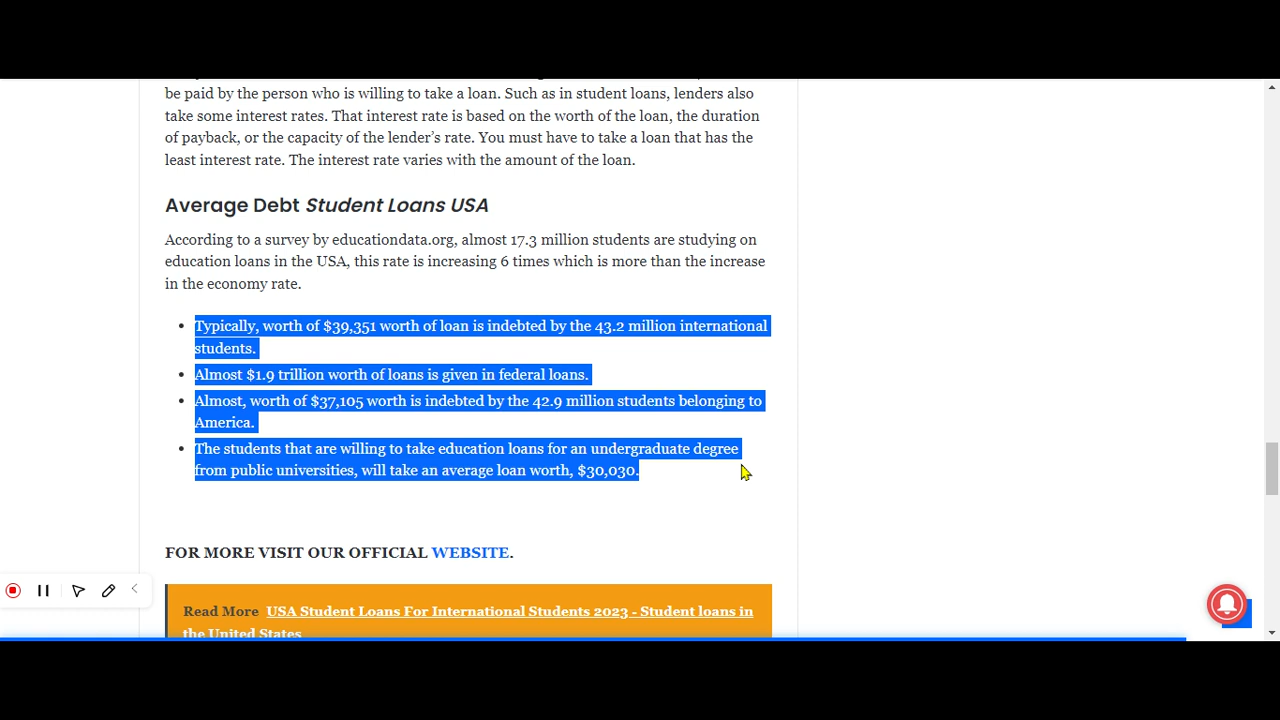 be paid by the person who is willing to take a loan. Such as in student loans, lenders also
take some interest rates. That interest rate is based on the worth of the loan, the duration
of payback, or the capacity of the lender's rate. You must have to take a loan that has the
least interest rate. The interest rate varies with the amount of the loan.
Average Debt Student Loans USA
According to a survey by educationdata.org, almost 17.3 million students are studying on
education loans in the USA, this rate is increasing 6 times which is more than the increase
in the economy rate.
Typically, worth of $39,351 worth of loan is indebted by the 43.2 million international
students.
Almost $1.9 trillion worth of loans is given in federal loans.
Almost, worth of $37,105 worth is indebted by the 42.9 million students belonging to
America.
The students that are willing to take education loans for an undergraduate degree
from public universities, will take an average loan worth, $30,030.
FOR MORE VISIT OUR OFFICIAL WEBSITE.
Read More USA Student Loans For International Students 2023 - Student loans in
the United States